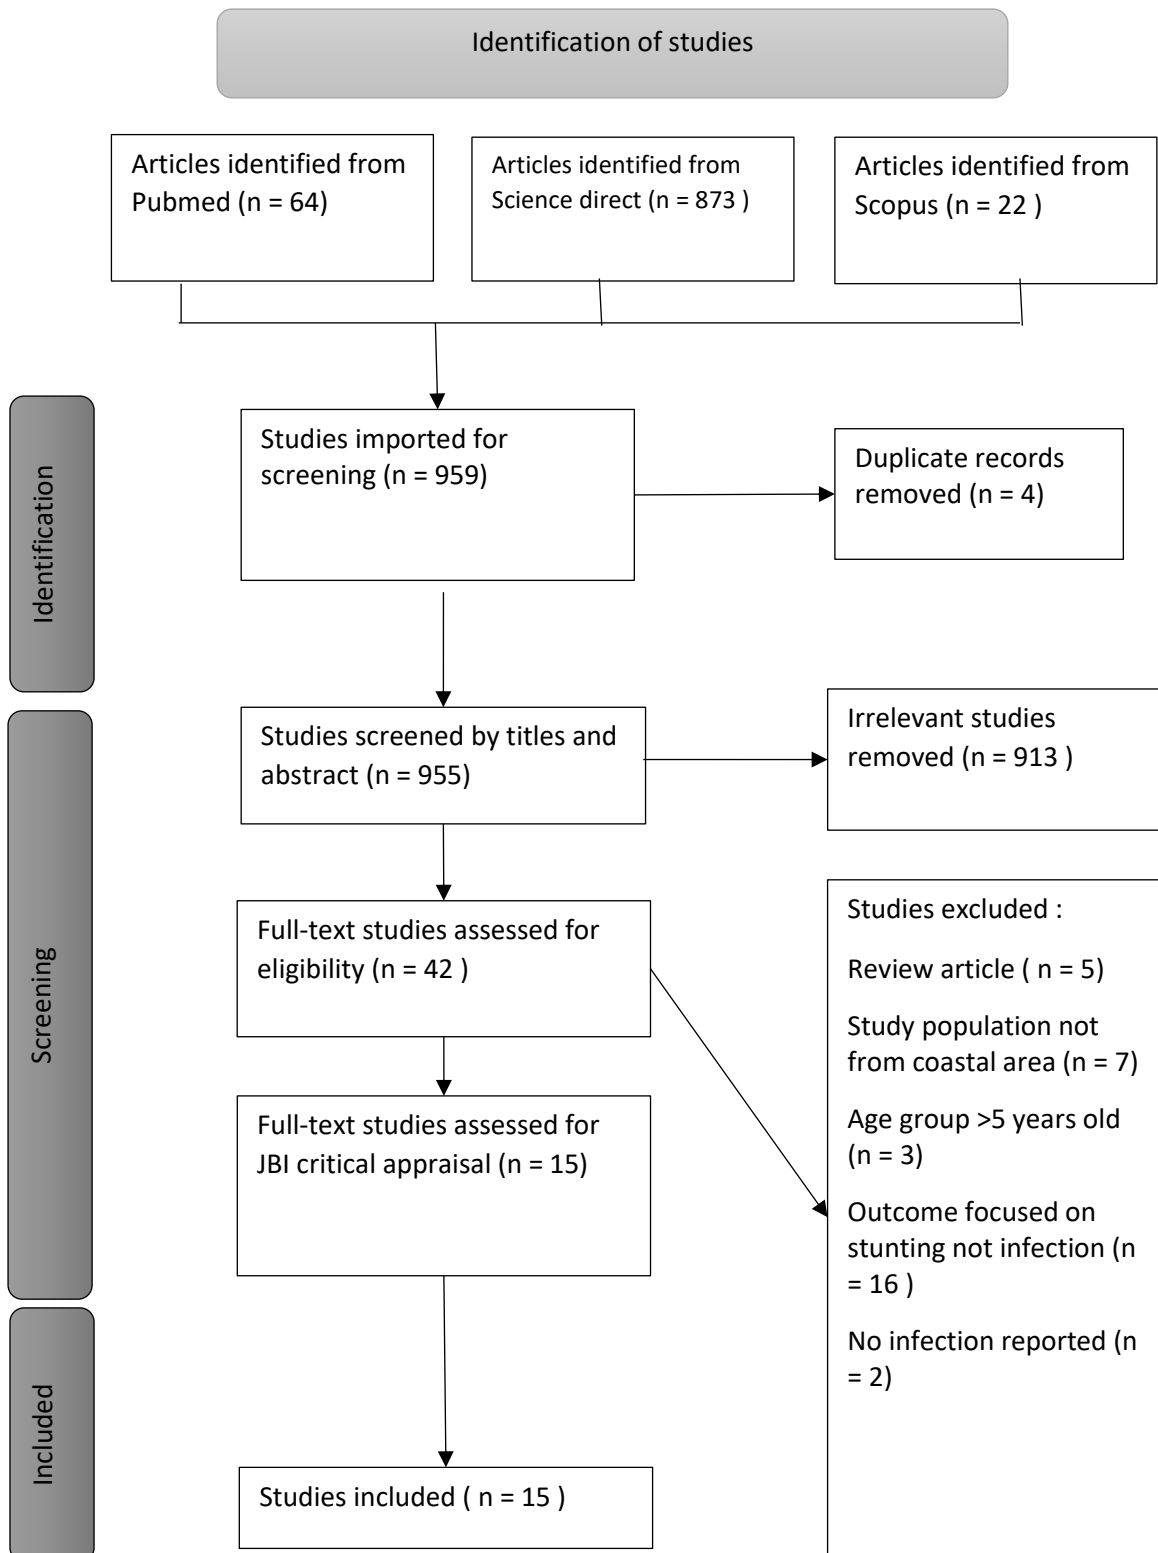 Identification of studies
Articles identified from
Pubmed (n = 64)
Articles identified from
Science direct (n = 873 )
Articles identified from
Scopus (n = 22 )
Identification
Studies imported for
screening (n = 959)
Duplicate records
removed (n = 4)
Screening
Studies screened by titles and
abstract (n = 955)
Irrelevant studies
removed (n = 913 )
Full-text studies assessed for
eligibility (n = 42 )
Studies excluded :
Review article ( n = 5)
Study population not
from coastal area (n = 7)
Age group >5 years old
(n = 3)
Outcome focused on
stunting not infection (n
= 16 )
No infection reported (n
= 2)
Full-text studies assessed for
JBI critical appraisal (n = 15)
Included
Studies included ( n = 15 )